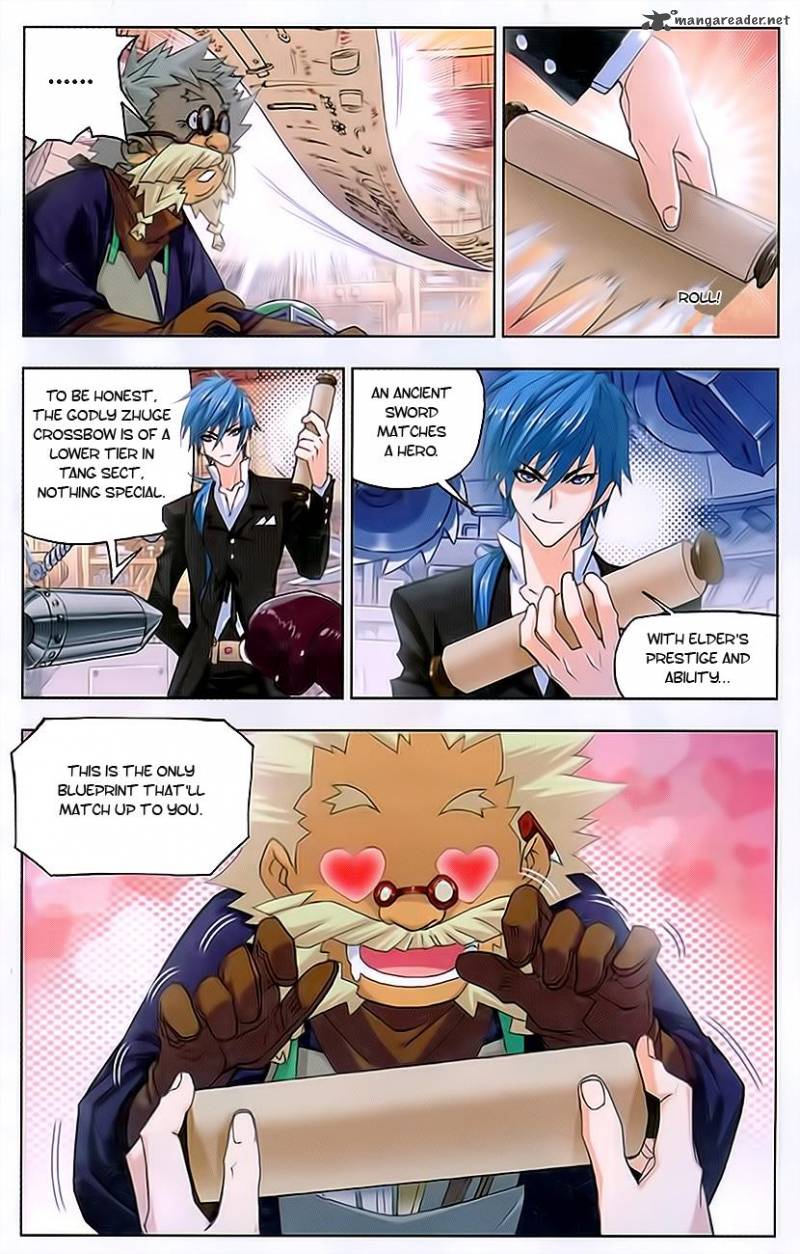 mangareader.net
......
ROLL!
TO BE HONEST,
THE GODLY ZHUGE
CROSSBOW IS OF A
LOWER TIER IN
TANG SECT,
NOTHING SPECIAL.
AN ANCIENT
SWORD
MATCHES
A HERO.
WITH ELDER'S
PRESTIGE AND
ABILITY...
THIS IS THE ONLY
BLUEPRINT THAT'LL
MATCH UP TO YOU.